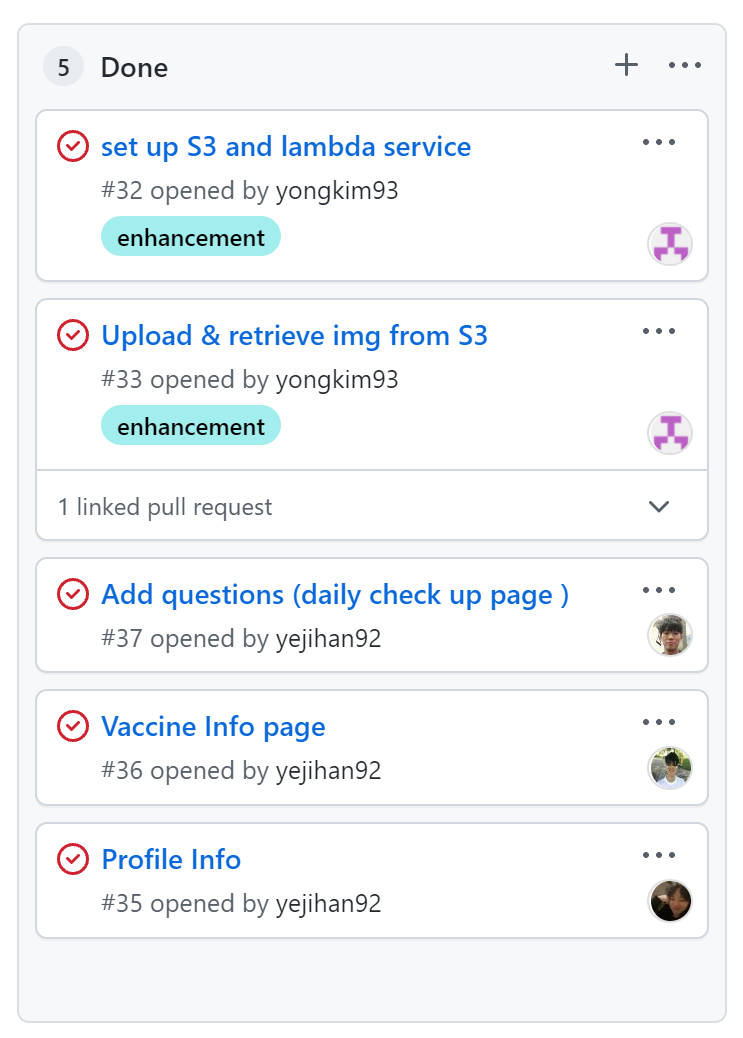 5 Done
set up S3 and lambda service
#32 opened by yongkim93
enhancement
Upload & retrieve img from S3
#33 opened by yongkim93
enhancement
1 linked pull request
Add questions (daily check up page )
#37 opened by yejihan92
Vaccine Info page
#36 opened by yejihan92
Profile Info
#35 opened by yejihan92